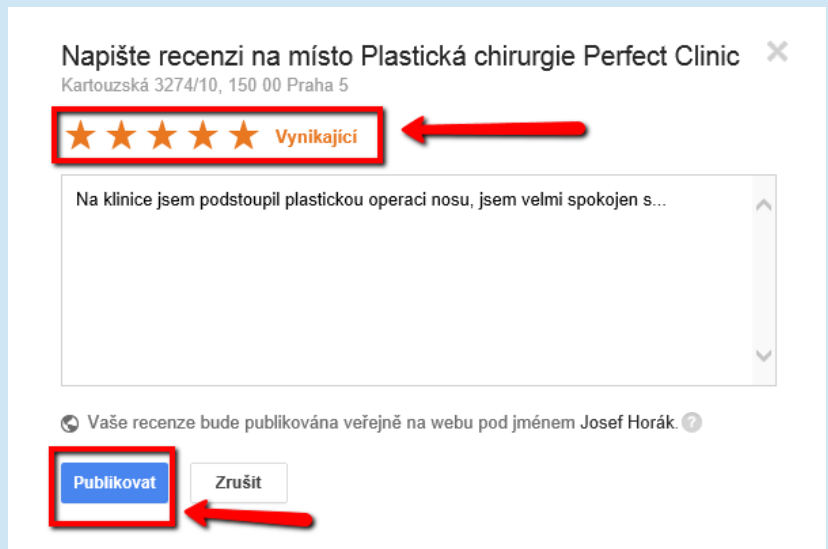 Napište recenzi na místo Plastická chirurgie Perfect Clinic
Kartouzská 3274/10, 150 00 Praha 5
Vynikající
Na klinice jsem podstoupil plastickou operaci nosu, jsem velmi spokojen s...
Vaše recenze bude publikována veřejně na webu pod jménem Josef Horák. ?
Publikovat Zrušit